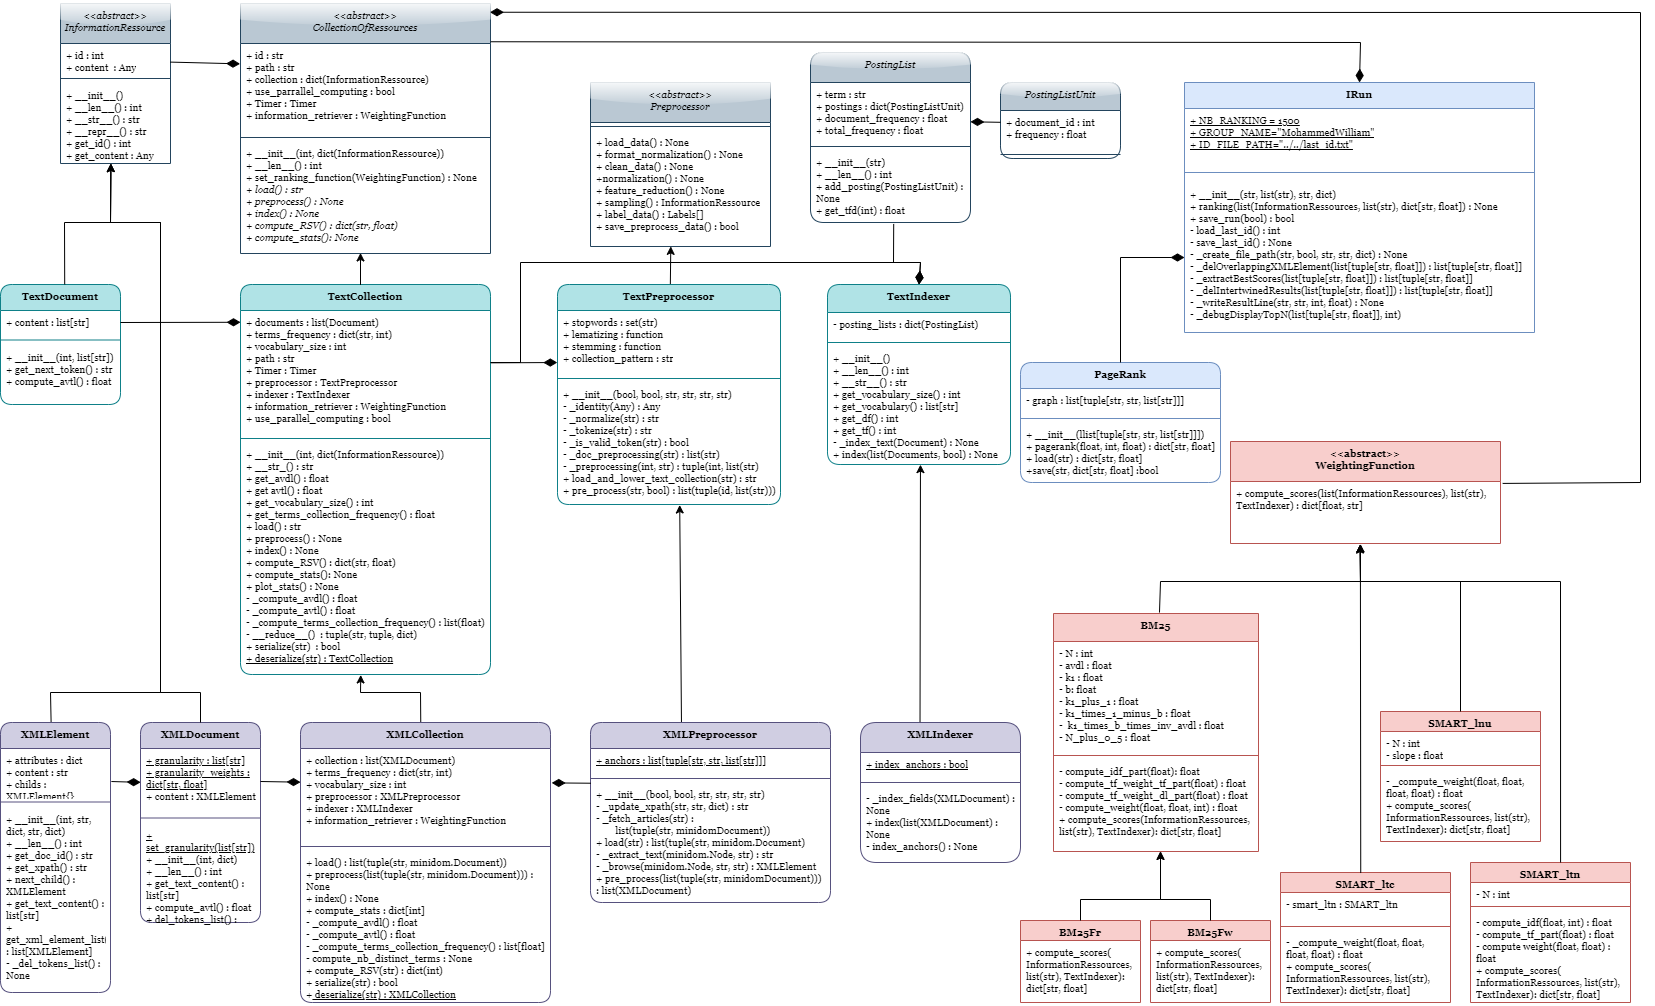 <<abstract>>
InformationRessource
+ id : int
+ content  : Any
+ __init__()
+ __len__() : int
+ __str__() : str
+ __repr__() : str
+ get_id() : int
+ get_content : Any
<<abstract>>
CollectionOfRessources
+ id : str
+ path : str
+ collection : dict(InformationRessource)
+ use_parrallel_computing : bool
+ Timer : Timer
+ information_retriever : WeightingFunction
+ __init__(int, dict(InformationRessource))
+ __len__() : int
+ set_ranking_function(WeightingFunction) : None
+ load() : str
+ preprocess() : None
+ index() : None
+ compute_RSV() : dict(str, float)
+ compute_stats(): None
<<abstract>>
Preprocessor
+ load_data() : None
+ format_normalization() : None
+ clean_data() : None
+normalization() : None
+ feature_reduction() : None
+ sampling() : InformationRessource
+ label_data() : Labels[]
+ save_preprocess_data() : bool
PostingList
+ term : str
+ postings : dict(PostingListUnit)
+ document_frequency : float
+ total_frequency : float
+ __init__(str)
+ __len__() : int
+ add_posting(PostingListUnit) :
None
+ get_tfd(int) : float
PostingListUnit
+ document_id : int
+ frequency : float
IRun
+ NB_RANKING = 1500
+ GROUP_NAME="MohammedWilliam"
+ ID_FILE_PATH="../../last_id.txt"
+ __init__(str, list(str), str, dict)
+ ranking(list(InformationRessources, list(str), dict[str, float]) : None
+ save_run(bool) : bool
- load_last_id() : int
- save_last_id() : None
- _create_file_path(str, bool, str, str, dict) : None
- _delOverlappingXMLElement(list[tuple[str, float]]) : list[tuple[str, float]]
- _extractBestScores(list[tuple[str, float]]) : list[tuple[str, float]]
- _delIntertwinedResults(list[tuple[str, float]]) : list[tuple[str, float]]
- _writeResultLine(str, str, int, float) : None
- _debugDisplayTopN(list[tuple[str, float]], int)
TextDocument
+ content : list[str]
+ __init__(int, list[str])
+ get_next_token() : str
+ compute_avtl() : float
TextCollection
+ documents : list(Document)
+ terms_frequency : dict(str, int)
+ vocabulary_size : int
+ path : str
+ Timer : Timer
+ preprocessor : TextPreprocessor
+ indexer : TextIndexer
+ information_retriever : WeightingFunction
+ use_parallel_computing : bool
+ __init__(int, dict(InformationRessource))
+ __str_() : str
+ get_avdl() : float
+ get avtl() : float
+ get_vocabulary_size() : int
+ get_terms_collection_frequency() : float
+ load() : str
+ preprocess() : None
+ index() : None
+ compute_RSV() : dict(str, float)
+ compute_stats(): None
+ plot_stats() : None
- _compute_avdl() : float
- _compute_avtl() : float
- _compute_terms_collection_frequency() : list(float)
- __reduce__()  : tuple(str, tuple, dict)
+ serialize(str)  : bool
+ deserialize(str) : TextCollection
TextPreprocessor
+ stopwords : set(str)
+ lematizing : function
+ stemming : function
+ collection_pattern : str
+ __init__(bool, bool, str, str, str, str)
- _identity(Any) : Any
- _normalize(str) : str
- _tokenize(str) : str
- _is_valid_token(str) : bool
- _doc_preprocessing(str) : list(str)
- _preprocessing(int, str) : tuple(int, list(str)
+ load_and_lower_text_collection(str) : str
+ pre_process(str, bool) : list(tuple(id, list(str)))
TextIndexer
- posting_lists : dict(PostingList)
+ __init__()
+ __len__() : int
+ __str__() : str
+ get_vocabulary_size() : int
+ get_vocabulary() : list[str]
+ get_df() : int
+ get_tf() : int
- _index_text(Document) : None
+ index(list(Documents, bool) : None
PageRank
- graph : list[tuple[str, str, list[str]]]
+ __init__(llist[tuple[str, str, list[str]]])
+ pagerank(float, int, float) : dict[str, float]
+ load(str) : dict[str, float]
+save(str, dict[str, float] :bool
<<abstract>>
WeightingFunction
+ compute_scores(list(InformationRessources), list(str),
TextIndexer) : dict[float, str]
BM25
- N : int
- avdl : float
- k1 : float
- b: float
- k1_plus_1 : float
- k1_times_1_minus_b : float
-  k1_times_b_times_inv_avdl : float
- N_plus_0_5 : float
- compute_idf_part(float): float
- compute_tf_weight_tf_part(float) : float
- compute_tf_weight_dl_part(float) : float
- compute_weight(float, float, int) : float
+ compute_scores(InformationRessources,
list(str), TextIndexer): dict[str, float]
SMART_lnu
- N : int
- slope : float
- _compute_weight(float, float,
float, float) : float
+ compute_scores(
InformationRessources, list(str),
TextIndexer): dict[str, float]
SMART_ltc
- smart_ltn : SMART_ltn
- _compute_weight(float, float,
float, float) : float
+ compute_scores(
InformationRessources, list(str),
TextIndexer): dict[str, float]
SMART_ltn
- N : int
- compute_idf(float, int) : float
- compute_tf_part(float) : float
- compute weight(float, float) :
float
+ compute_scores(
InformationRessources, list(str),
TextIndexer): dict[str, float]
BM25Fr
+ compute_scores(
InformationRessources,
list(str), TextIndexer):
dict[str, float]
BM25Fw
+ compute_scores(
InformationRessources,
list(str), TextIndexer):
dict[str, float]
XMLElement
+ attributes : dict
+ content : str
+ childs :
XMLElement{}
+ __init__(int, str,
dict, str, dict)
+ __len__() : int
+ get_doc_id() : str
+ get_xpath() : str
+ next_child() :
XMLElement
+ get_text_content() :
list[str]
+
get_xml_element_list(
: list[XMLElement]
- _del_tokens_list() :
None
XMLDocument
+ granularity : list[str]
+ granularity_weights :
dict[str, float]
+ content : XMLElement
+
set_granularity(list[str])
+ __init__(int, dict)
+ __len__() : int
+ get_text_content() :
list[str]
+ compute_avtl() : float
+ del_tokens_list() :
XMLCollection
+ collection : list(XMLDocument)
+ terms_frequency : dict(str, int)
+ vocabulary_size : int
+ preprocessor : XMLPreprocessor
+ indexer : XMLIndexer
+ information_retriever : WeightingFunction
+ load() : list(tuple(str, minidom.Document))
+ preprocess(list(tuple(str, minidom.Document))) :
None
+ index() : None
+ compute_stats : dict[int]
- _compute_avdl() : float
- _compute_avtl() : float
- _compute_terms_collection_frequency() : list[float]
- compute_nb_distinct_terms : None
+ compute_RSV(str) : dict(int)
+ serialize(str) : bool
+ deserialize(str) : XMLCollection
XMLPreprocessor
+ anchors : list[tuple[str, str, list[str]]]
+ __init__(bool, bool, str, str, str, str)
- _update_xpath(str, str, dict) : str
- _fetch_articles(str) :
list(tuple(str, minidomDocument))
+ load(str) : list(tuple(str, minidom.Document)
- _extract_text(minidom.Node, str) : str
- _browse(minidom.Node, str, str) : XMLElement
+ pre_process(list(tuple(str, minidomDocument)))
: list(XMLDocument)
XMLIndexer
+ index_anchors : bool
- _index_fields(XMLDocument) :
None
+ index(list(XMLDocument) :
None
- index_anchors() : None